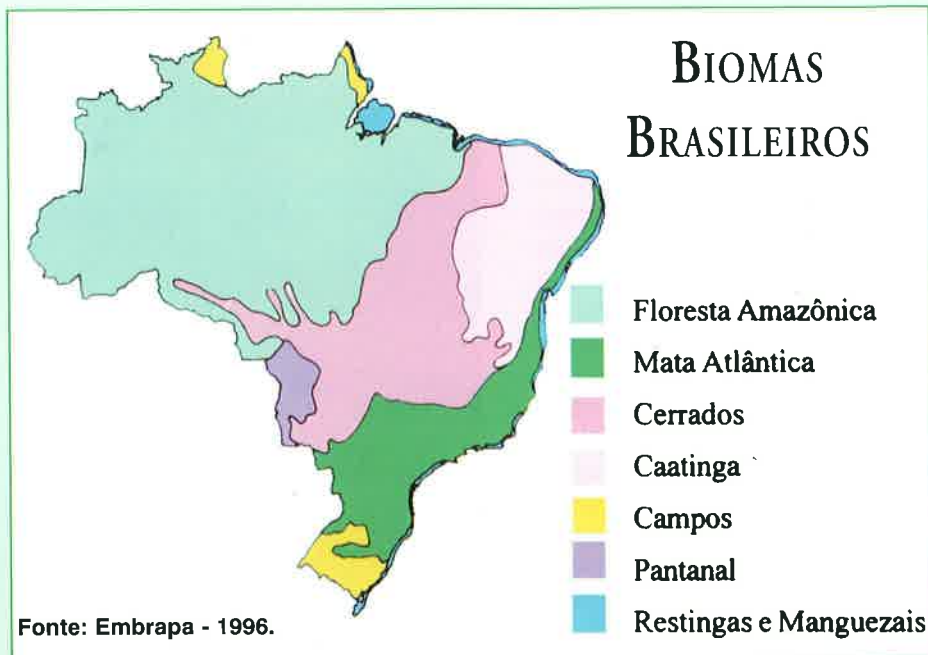 BIOMAS
BRASILEIROS
Floresta Amazônica
Mata Atlântica
Cerrados
Caatinga
Campos
Pantanal
Restingas e Manguezais
Fonte: Embrapa - 1996.